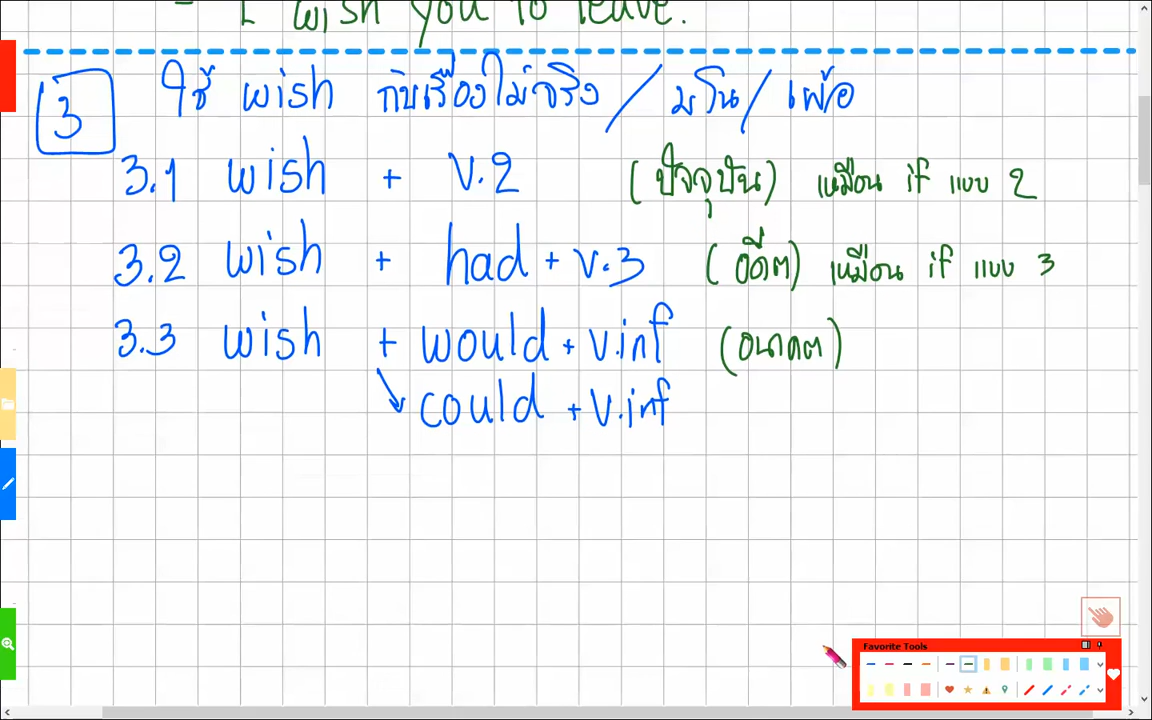 - I wish you to leave.
3 ใช้ wish กับเรื่องไม่จริง / มโน / เพ้อ
3.1 wish + v.2 (ปัจจุปัน) เหมือน if แบบ 2
3.2 wish + had + v.3 (อดีต) เหมือน if แบบ 3
3.3 wish + would + v.inf (อนาคต)
could + v.inf
Favorite Tools